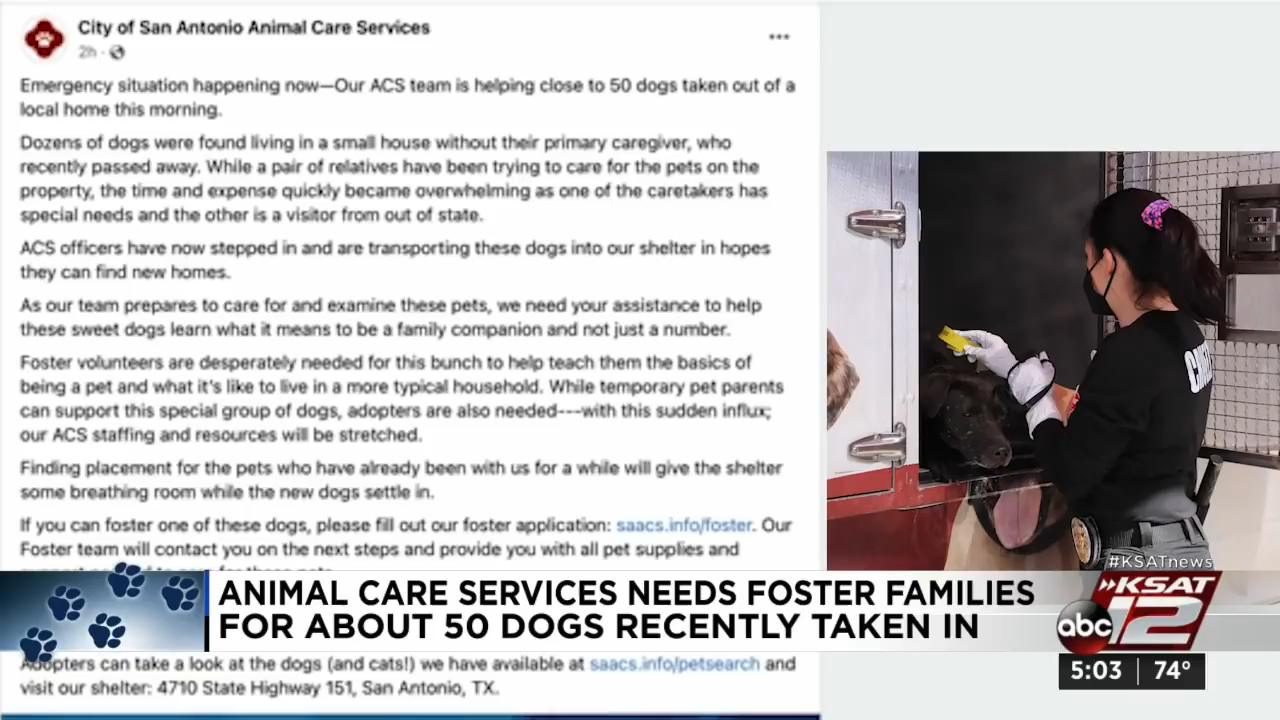 City of San Antonio Animal Care Services
2h ·
Emergency situation happening now—Our ACS team is helping close to 50 dogs taken out of a
local home this morning.
Dozens of dogs were found living in a small house without their primary caregiver, who
recently passed away. While a pair of relatives have been trying to care for the pets on the
property, the time and expense quickly became overwhelming as one of the caretakers has
special needs and the other is a visitor from out of state.
ACS officers have now stepped in and are transporting these dogs into our shelter in hopes
they can find new homes.
As our team prepares to care for and examine these pets, we need your assistance to help
these sweet dogs learn what it means to be a family companion and not just a number.
Foster volunteers are desperately needed for this bunch to help teach them the basics of
being a pet and what it's like to live in a more typical household. While temporary pet parents
can support this special group of dogs, adopters are also needed---with this sudden influx;
our ACS staffing and resources will be stretched.
Finding placement for the pets who have already been with us for a while will give the shelter
some breathing room while the new dogs settle in.
If you can foster one of these dogs, please fill out our foster application: saacs.info/foster. Our
Foster team will contact you on the next steps and provide you with all pet supplies and
ANIMAL CARE SERVICES NEEDS FOSTER FAMILIES
FOR ABOUT 50 DOGS RECENTLY TAKEN IN
Adopters can take a look at the dogs (and cats!) we have available at saacs.info/petsearch and
visit our shelter: 4710 State Highway 151, San Antonio, TX.
#KSATnews
KSAT
abc 12
5:03 74°